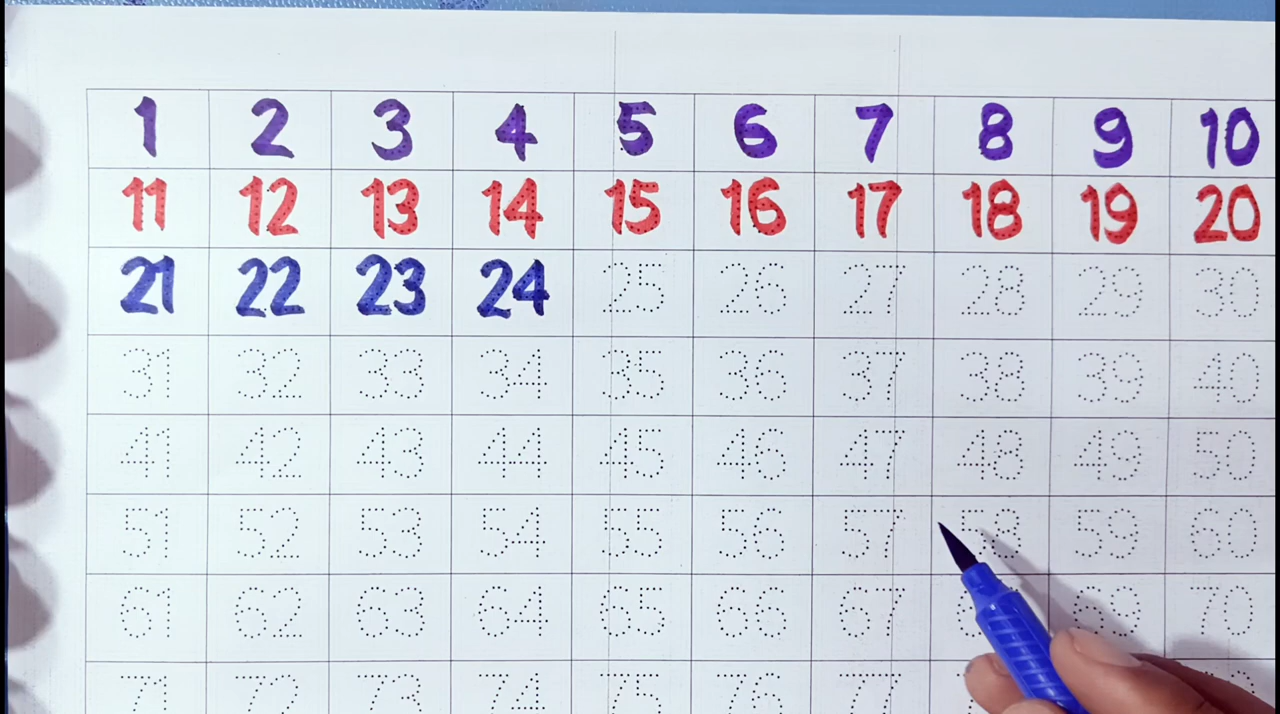 1 2 3 4 5 6 7 8 9 10
11 12 13 14 15 16 17 18 19 20
21 22 23 24 25 26 27 28 29 30
31 32 33 34 35 36 37 38 39 40
41 42 43 44 45 46 47 48 49 50
51 52 53 54 55 56 57 58 59 60
61 62 63 64 65 66 67 69 70
71 72 73 74 75 76 77